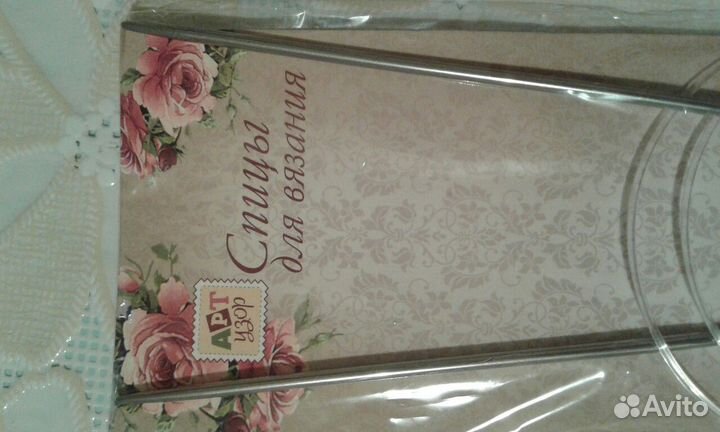 АРТ
узор
Спицы
для вязания
Avito